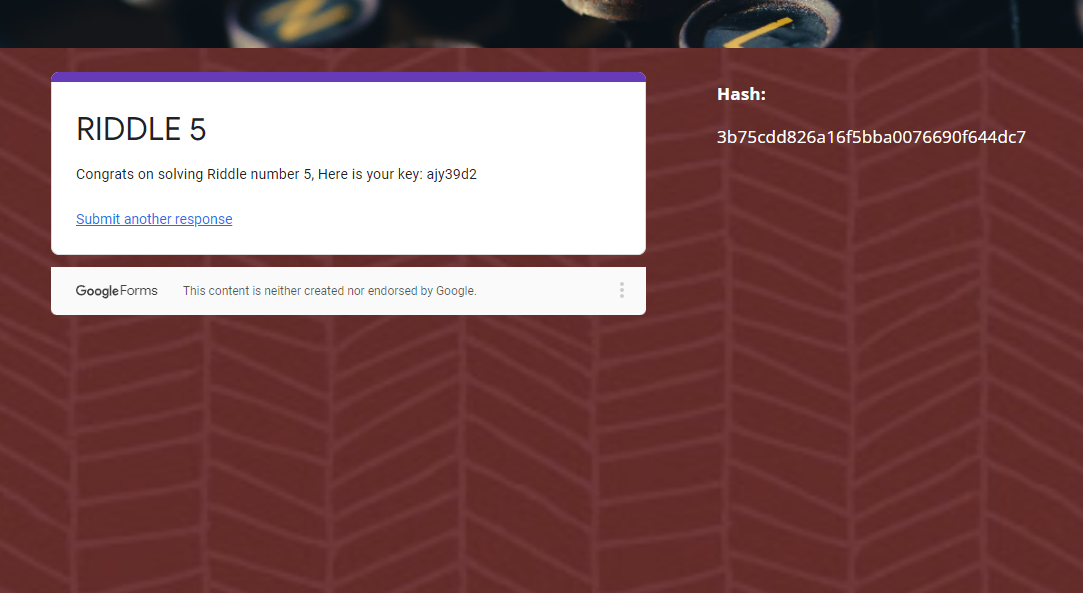 RIDDLE 5
Congrats on solving Riddle number 5, Here is your key: ajy39d2
Submit another response
Google Forms This content is neither created nor endorsed by Google.
Hash:
3b75cdd826a16f5bba0076690f644dc7